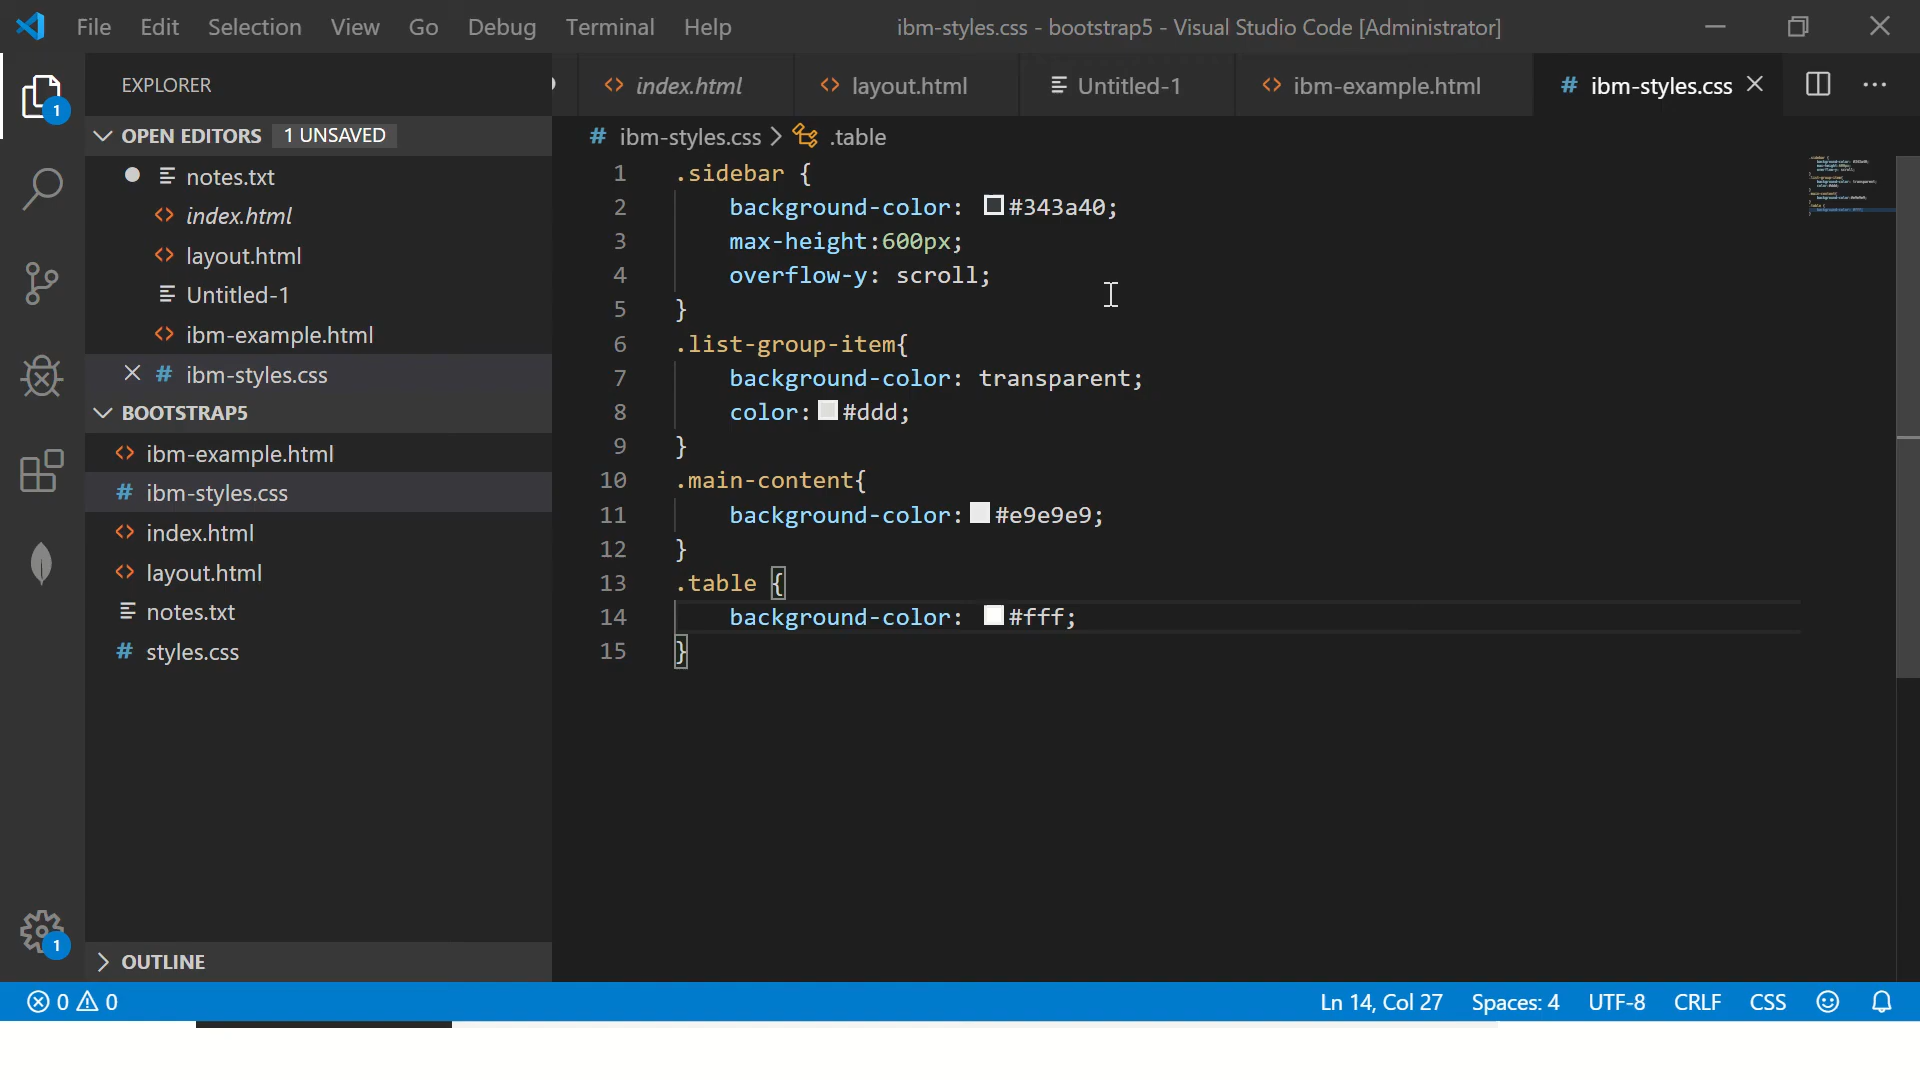 File Edit Selection View Go Debug Terminal Help
ibm-styles.css - bootstrap5 - Visual Studio Code [Administrator]
EXPLORER
OPEN EDITORS 1 UNSAVED
notes.txt
index.html
layout.html
Untitled-1
ibm-example.html
ibm-styles.css
BOOTSTRAP5
ibm-example.html
ibm-styles.css
index.html
layout.html
notes.txt
styles.css
OUTLINE
1
1
index.html layout.html Untitled-1 ibm-example.html # ibm-styles.css
# ibm-styles.css > .table
1 .sidebar {
2 background-color: #343a40;
3 max-height:600px;
4 overflow-y: scroll;
5 }
6 .list-group-item{
7 background-color: transparent;
8 color: #ddd;
9 }
10 .main-content{
11 background-color: #e9e9e9;
12 }
13 .table {
14 background-color: #fff;
15 }
0 0
Ln 14, Col 27 Spaces: 4 UTF-8 CRLF CSS